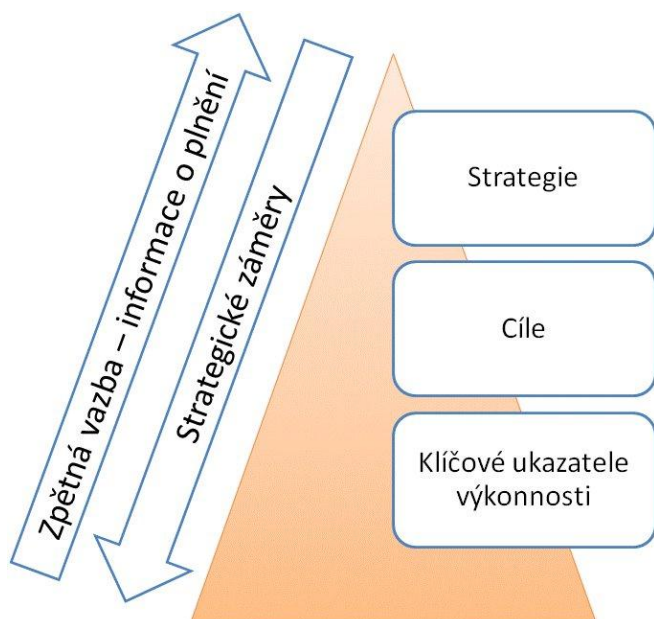 Zpětná vazba – informace o plnění
Strategické záměry
Strategie
Cíle
Klíčové ukazatele
výkonnosti